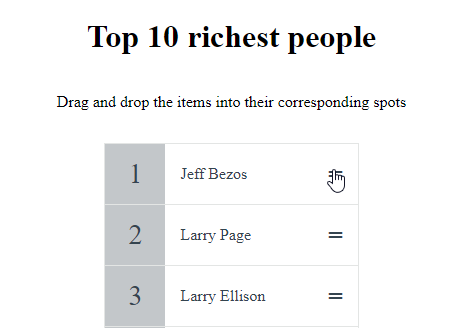 Top 10 richest people
Drag and drop the items into their corresponding spots
1 Jeff Bezos
2 Larry Page
3 Larry Ellison